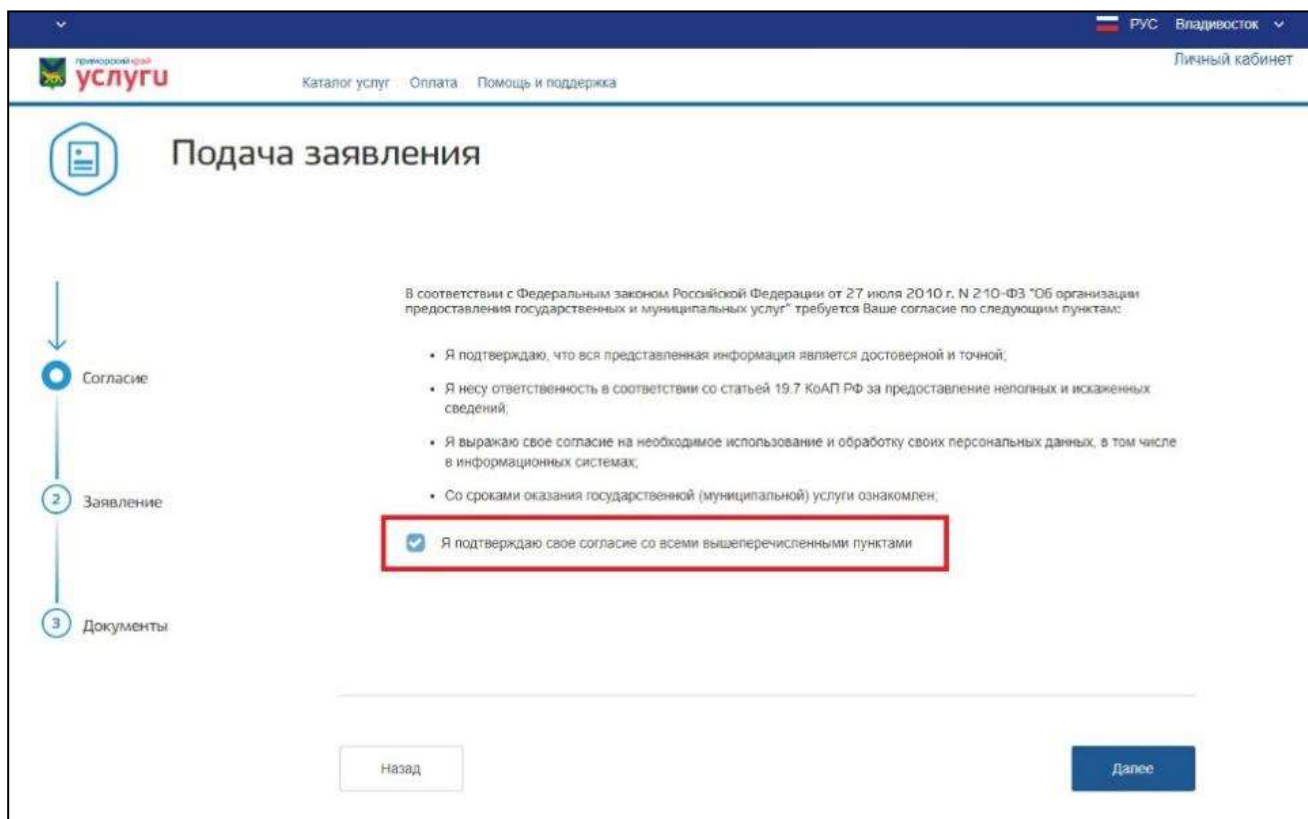 РУС Владивосток
приморский край
услуги
Каталог услуг Оплата Помощь и поддержка
Личный кабинет
Подача заявления
В соответствии с Федеральным законом Российской Федерации от 27 июля 2010 г. N 210-ФЗ "Об организации
предоставления государственных и муниципальных услуг" требуется Ваше согласие по следующим пунктам:
• Я подтверждаю, что вся представленная информация является достоверной и точной;
Согласие
• Я несу ответственность в соответствии со статьей 19.7 КоАП РФ за предоставление неполных и искаженных
сведений;
• Я выражаю свое согласие на необходимое использование и обработку своих персональных данных, в том числе
в информационных системах;
2 Заявление
• Со сроками оказания государственной (муниципальной) услуги ознакомлен;
Я подтверждаю свое согласие со всеми вышеперечисленными пунктами
3 Документы
Назад
Далее